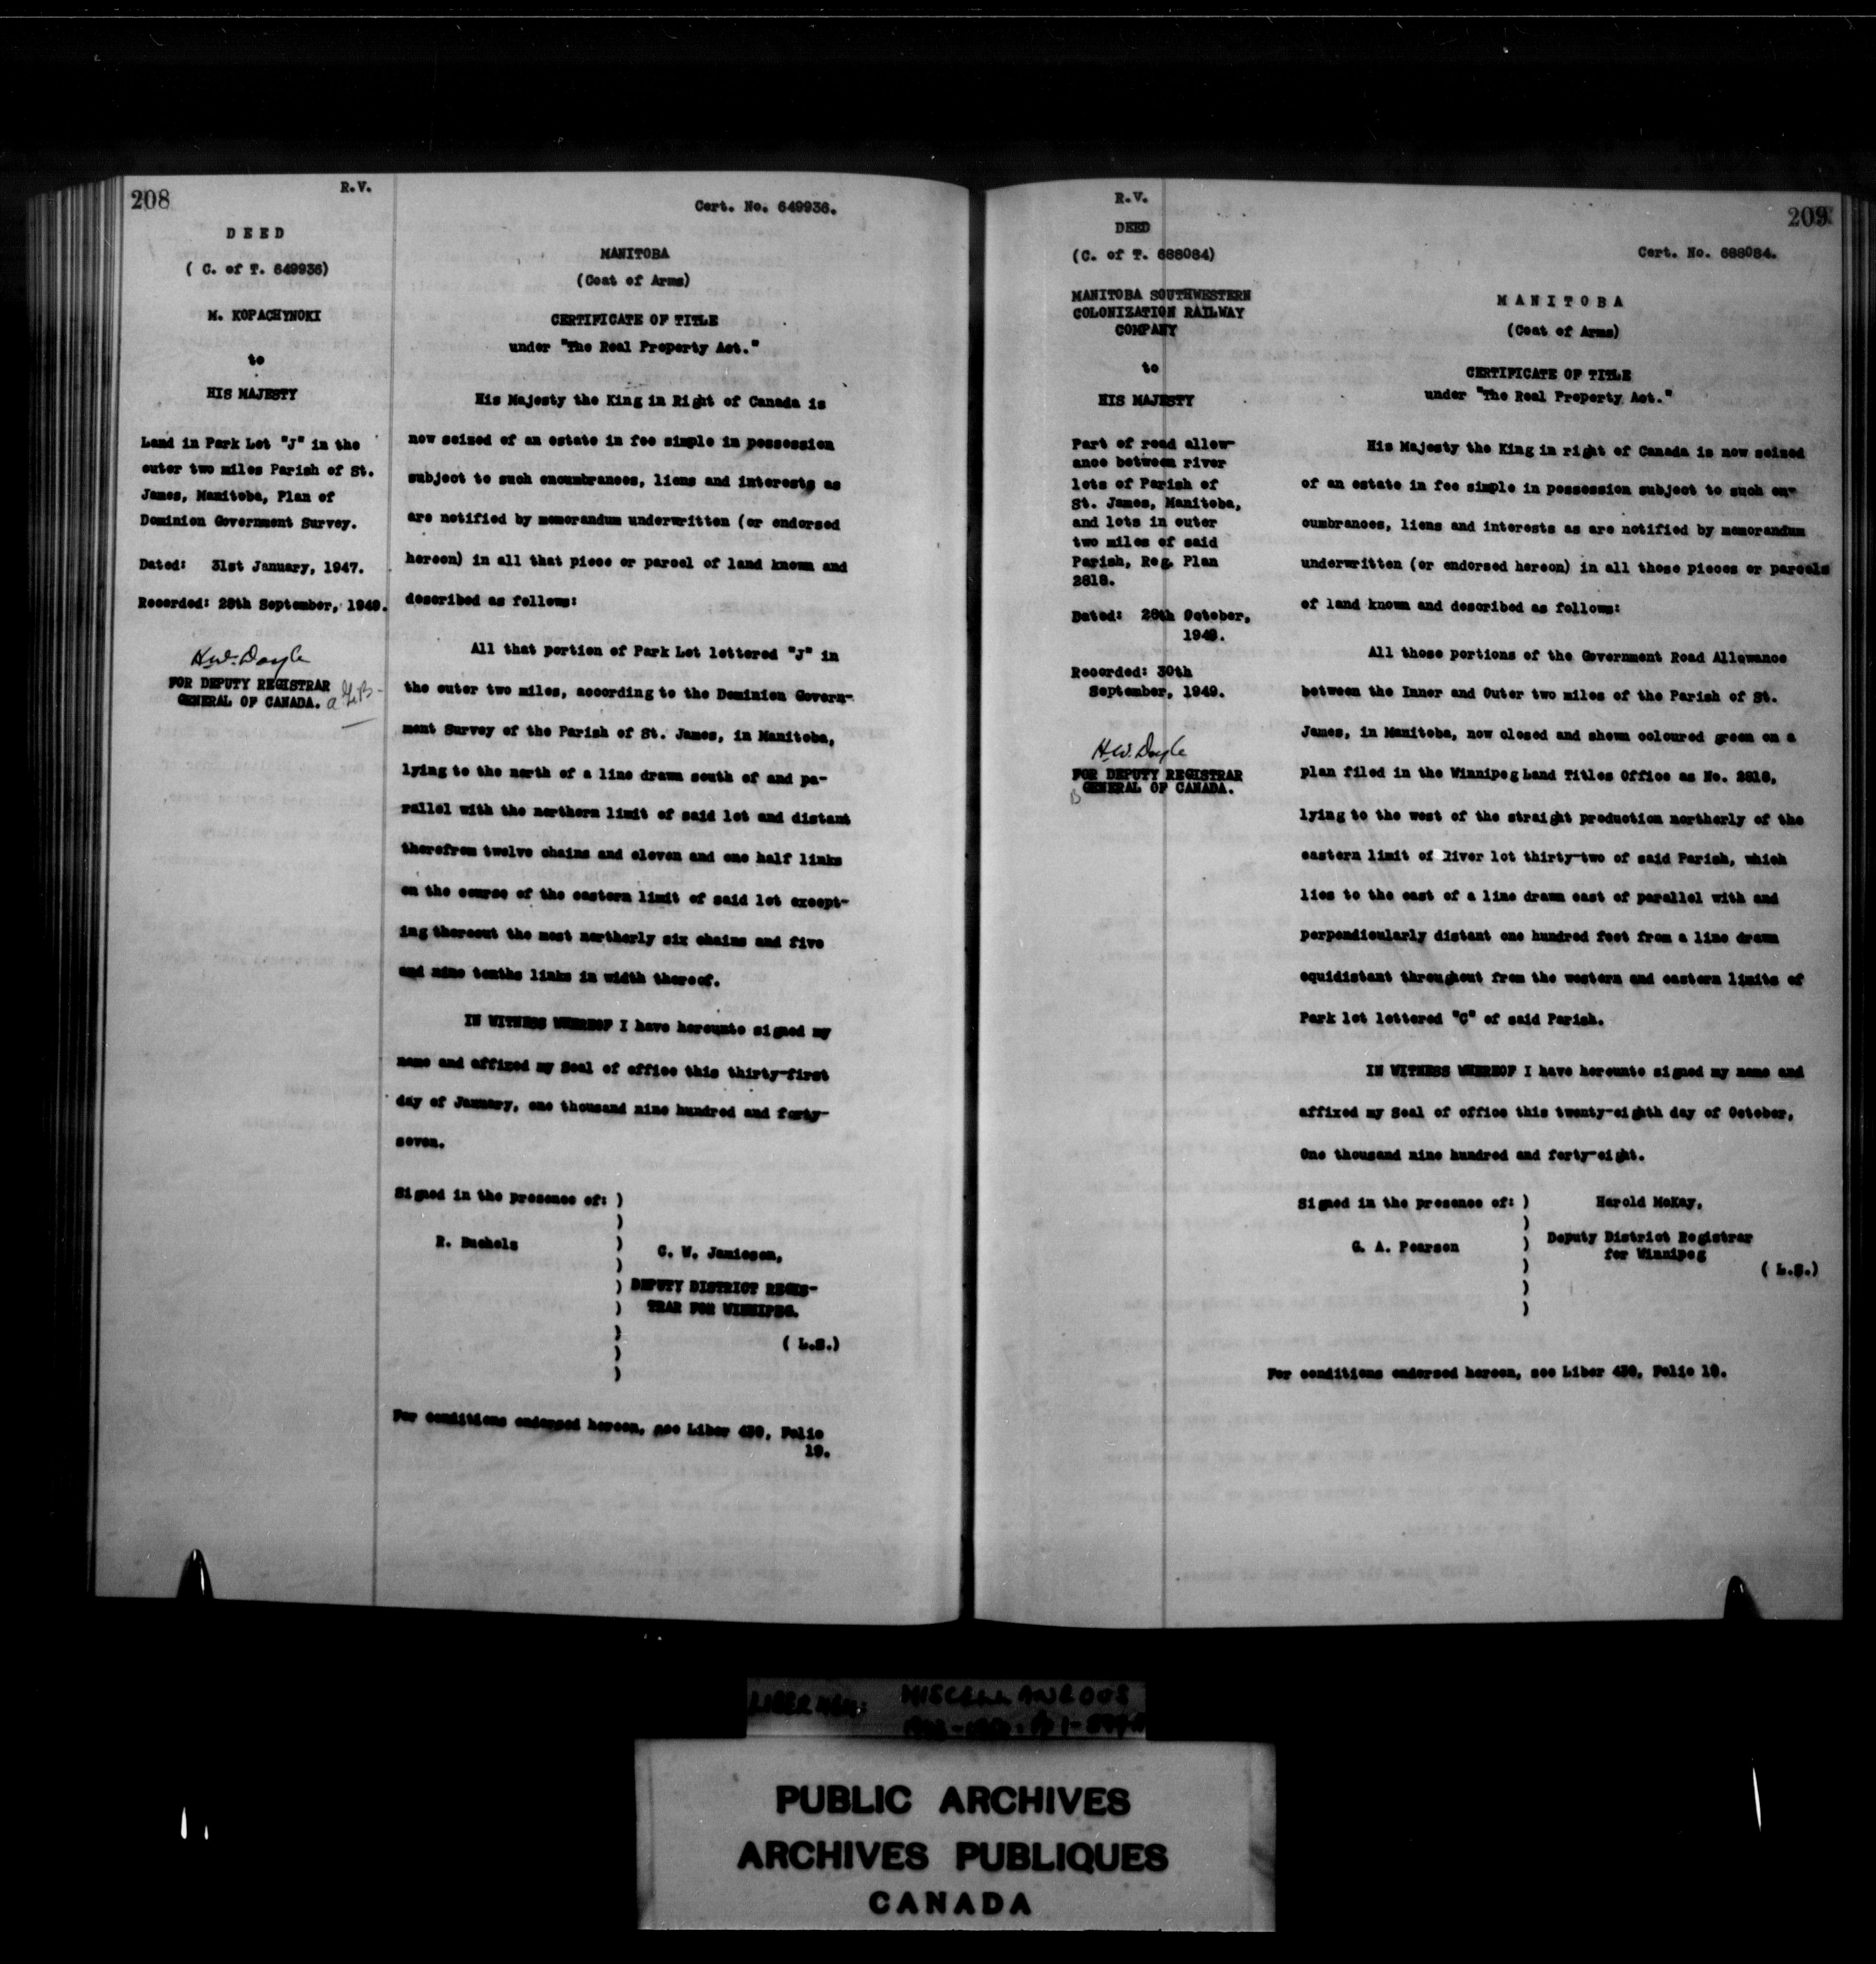 208
R.V.
DEED
( C. of T. 649936)
M. KOPACHYNOKI
to
HIS MAJESTY
Land in Park Lot "J" in the
outer two miles Parish of St.
James, Manitoba, Plan of
Dominion Government Survey.
Dated: 31st January, 1947.
Recorded: 28th September, 1949.
H.W. Doyle
FOR DEPUTY REGISTRAR
GENERAL OF CANADA.
Cert. No. 649936.
MANITOBA
(Coat of Arms)
CERTIFICATE OF TITLE
under "The Real Property Act."
His Majesty the King in Right of Canada is
now seized of an estate in fee simple in possession
subject to such encumbrances, liens and interests as
are notified by memorandum underwritten (or endorsed
hereon) in all that piece or parcel of land known and
described as follows:
All that portion of Park Lot lettered "J" in
the outer two miles, according to the Dominion Govern-
ment Survey of the Parish of St. James, in Manitoba,
lying to the north of a line drawn south of and pa-
rallel with the northern limit of said lot and distant
therefrom twelve chains and eleven and one half links
on the course of the eastern limit of said lot except-
ing thereout the most northerly six chains and five
and nine tenths links in width thereof.
IN WITNESS WHEREOF I have hereunto signed my
name and affixed my Seal of office this thirty-first
day of January, one thousand nine hundred and forty-
seven.
Signed in the presence of: )
R. Buchols
C. W. Jamieson,
DEPUTY DISTRICT REGIS-
TRAR FOR WINNIPEG.
( L.S.)
For conditions endorsed hereon, see Liber 430, Folio
19.
209
R.V.
DEED
(C. of T. 688084)
MANITOBA SOUTHWESTERN
COLONIZATION RAILWAY
COMPANY
to
HIS MAJESTY
Part of road allow-
ance between river
lots of Parish of
St. James, Manitoba,
and lots in outer
two miles of said
Parish, Reg. Plan
2818.
Dated: 28th October,
1948.
Recorded: 30th
September, 1949.
H.W. Doyle
FOR DEPUTY REGISTRAR
GENERAL OF CANADA.
Cert. No. 688084.
MANITOBA
(Coat of Arms)
CERTIFICATE OF TITLE
under "The Real Property Act."
His Majesty the King in right of Canada is now seized
of an estate in fee simple in possession subject to such en-
cumbrances, liens and interests as are notified by memorandum
underwritten (or endorsed hereon) in all those pieces or parcels
of land known and described as follows:
All those portions of the Government Road Allowance
between the Inner and Outer two miles of the Parish of St.
James, in Manitoba, now closed and shewn coloured green on a
plan filed in the Winnipeg Land Titles Office as No. 2818,
lying to the west of the straight production northerly of the
eastern limit of River lot thirty-two of said Parish, which
lies to the east of a line drawn east of parallel with and
perpendicularly distant one hundred feet from a line drawn
equidistant throughout from the western and eastern limits of
Park lot lettered "C" of said Parish.
IN WITNESS WHEREOF I have hereunto signed my name and
affixed my Seal of office this twenty-eighth day of October,
One thousand nine hundred and forty-eight.
Signed in the presence of: )
G. A. Pearson
Harold McKay,
Deputy District Registrar
for Winnipeg
( L.S.)
For conditions endorsed hereon, see Liber 430, Folio 19.
MISCELLANEOUS
PUBLIC ARCHIVES
ARCHIVES PUBLIQUES
CANADA